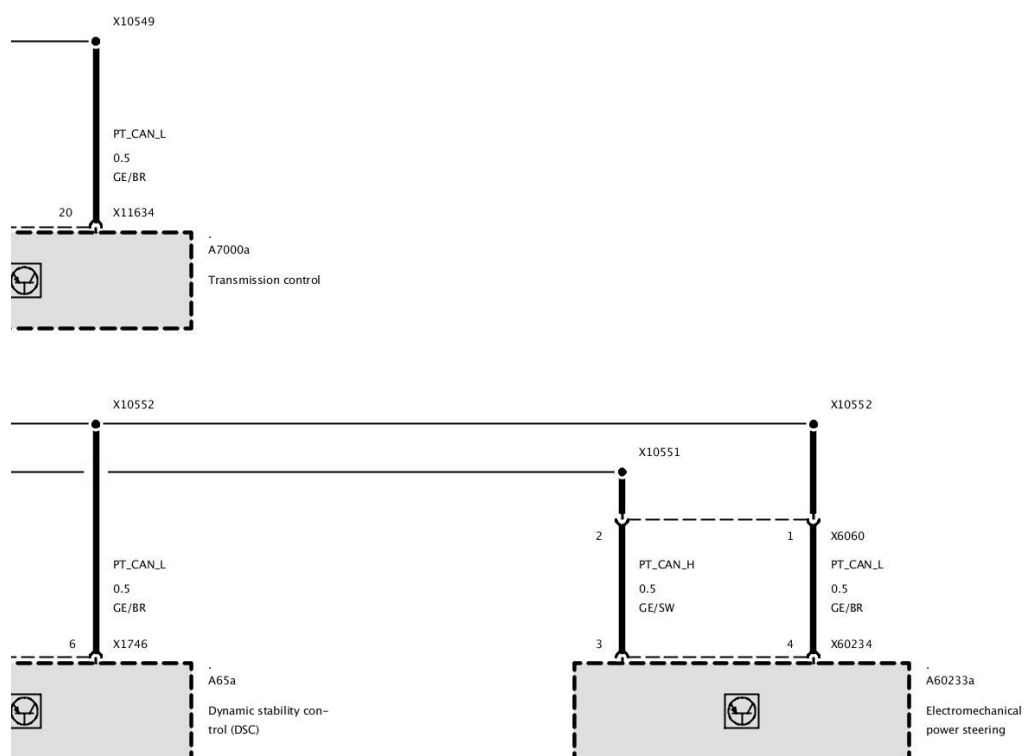 X10549
PT_CAN_L
0.5
GE/BR
20 X11634
.
A7000a
Transmission control
X10552 X10552
X10551
2 1 X6060
PT_CAN_L PT_CAN_H PT_CAN_L
0.5 0.5 0.5
GE/BR GE/SW GE/BR
6 X1746 3 4 X60234
. .
A65a A60233a
Dynamic stability con- Electromechanical
trol (DSC) power steering